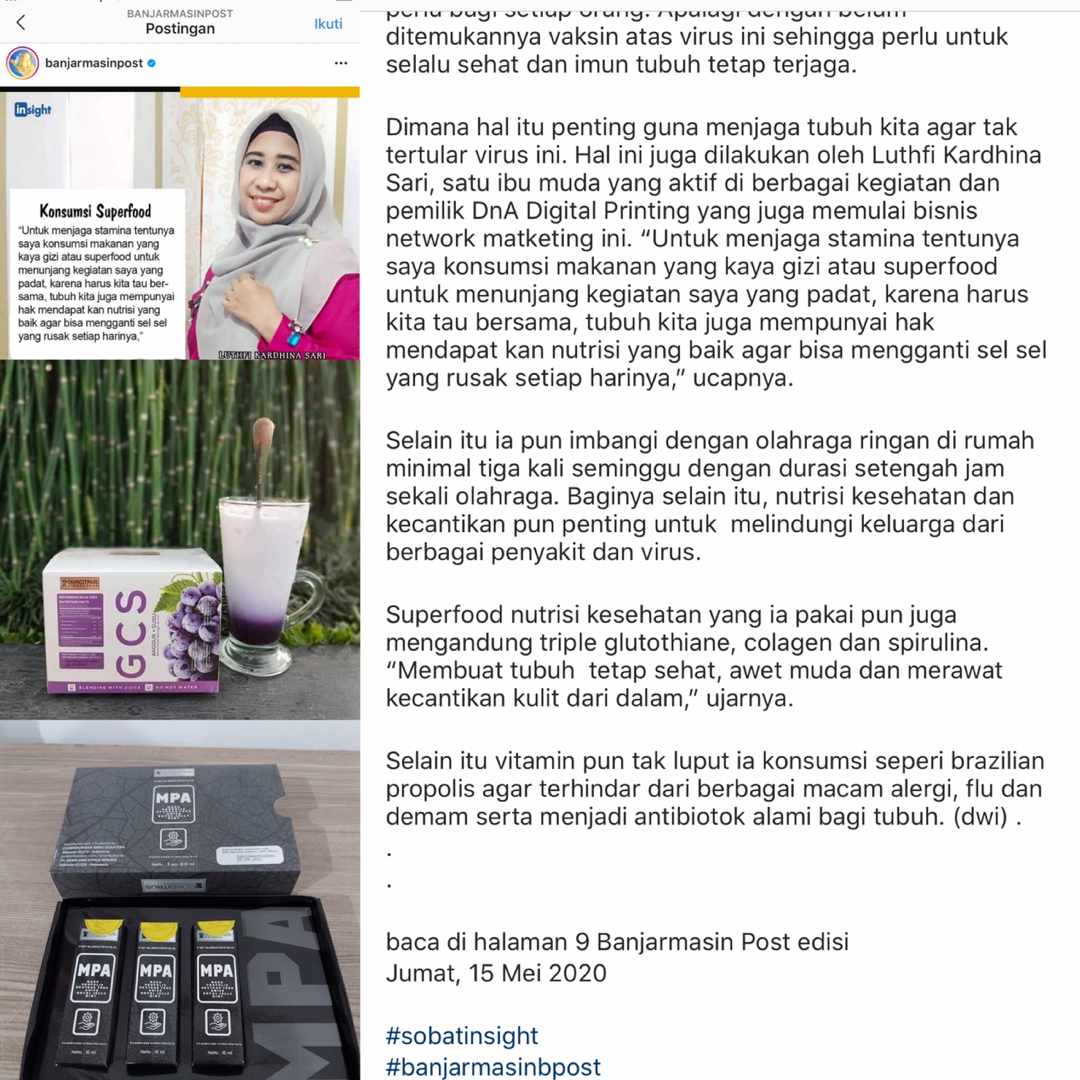 BANJARMASINPOST
Postingan
Ikuti
banjarmasinpost
insight
Konsumsi Superfood
“Untuk menjaga stamina tentunya
saya konsumsi makanan yang
kaya gizi atau superfood untuk
menunjang kegiatan saya yang
padat, karena harus kita tau ber-
sama, tubuh kita juga mempunyai
hak mendapat kan nutrisi yang
baik agar bisa mengganti sel sel
yang rusak setiap harinya,”
LUTHFI KARDHINA SARI
GCS
BLENDING WITH JUICE
DO NOT WATER
MPA
MPA
MPA
MPA
MPA
perlu bagi setiap orang. Apalagi dengan belum
ditemukannya vaksin atas virus ini sehingga perlu untuk
selalu sehat dan imun tubuh tetap terjaga.
Dimana hal itu penting guna menjaga tubuh kita agar tak
tertular virus ini. Hal ini juga dilakukan oleh Luthfi Kardhina
Sari, satu ibu muda yang aktif di berbagai kegiatan dan
pemilik DnA Digital Printing yang juga memulai bisnis
network matketing ini. “Untuk menjaga stamina tentunya
saya konsumsi makanan yang kaya gizi atau superfood
untuk menunjang kegiatan saya yang padat, karena harus
kita tau bersama, tubuh kita juga mempunyai hak
mendapat kan nutrisi yang baik agar bisa mengganti sel sel
yang rusak setiap harinya,” ucapnya.
Selain itu ia pun imbangi dengan olahraga ringan di rumah
minimal tiga kali seminggu dengan durasi setengah jam
sekali olahraga. Baginya selain itu, nutrisi kesehatan dan
kecantikan pun penting untuk  melindungi keluarga dari
berbagai penyakit dan virus.
Superfood nutrisi kesehatan yang ia pakai pun juga
mengandung triple glutothiane, colagen dan spirulina.
“Membuat tubuh  tetap sehat, awet muda dan merawat
kecantikan kulit dari dalam,” ujarnya.
Selain itu vitamin pun tak luput ia konsumsi seperi brazilian
propolis agar terhindar dari berbagai macam alergi, flu dan
demam serta menjadi antibiotok alami bagi tubuh. (dwi) .
.
.
baca di halaman 9 Banjarmasin Post edisi
Jumat, 15 Mei 2020
#sobatinsight
#banjarmasinbpost